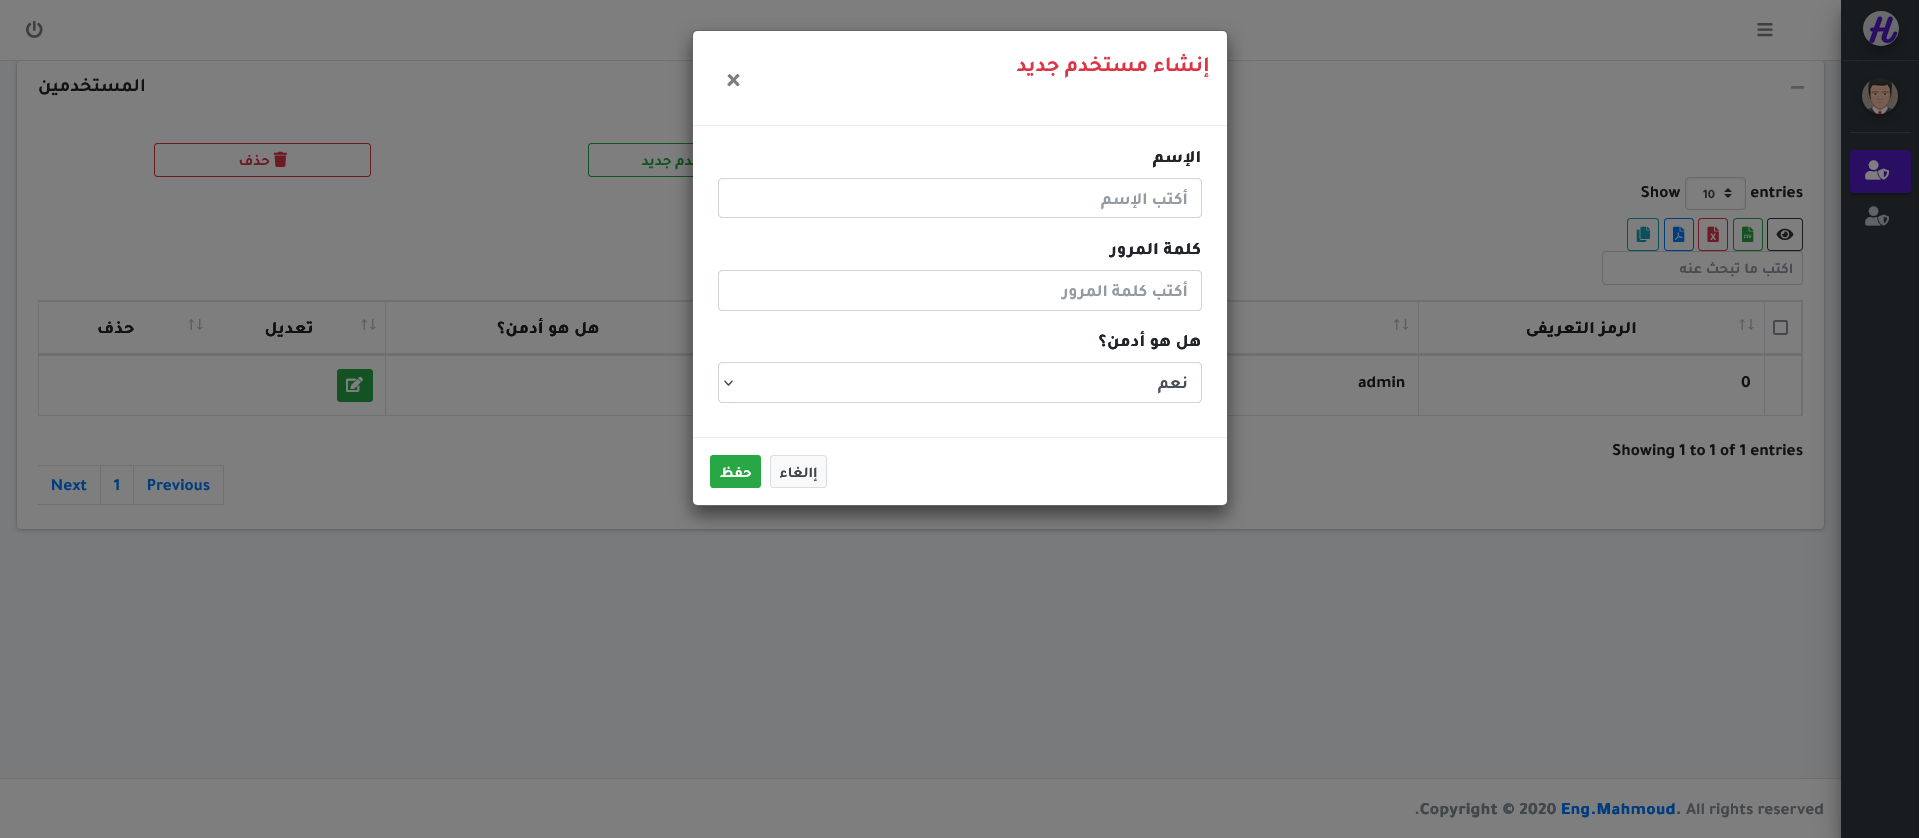 إنشاء مستخدم جديد
×
الإسم
أكتب الإسم
كلمة المرور
أكتب كلمة المرور
هل هو أدمن؟
نعم
إالغاء
حفظ
المستخدمين
دم جديد
حذف
Show 10 entries
اكتب ما تبحث عنه
الرمز التعريفى
هل هو أدمن؟
تعديل
حذف
0
admin
Showing 1 to 1 of 1 entries
Previous
1
Next
.Copyright © 2020 Eng.Mahmoud. All rights reserved